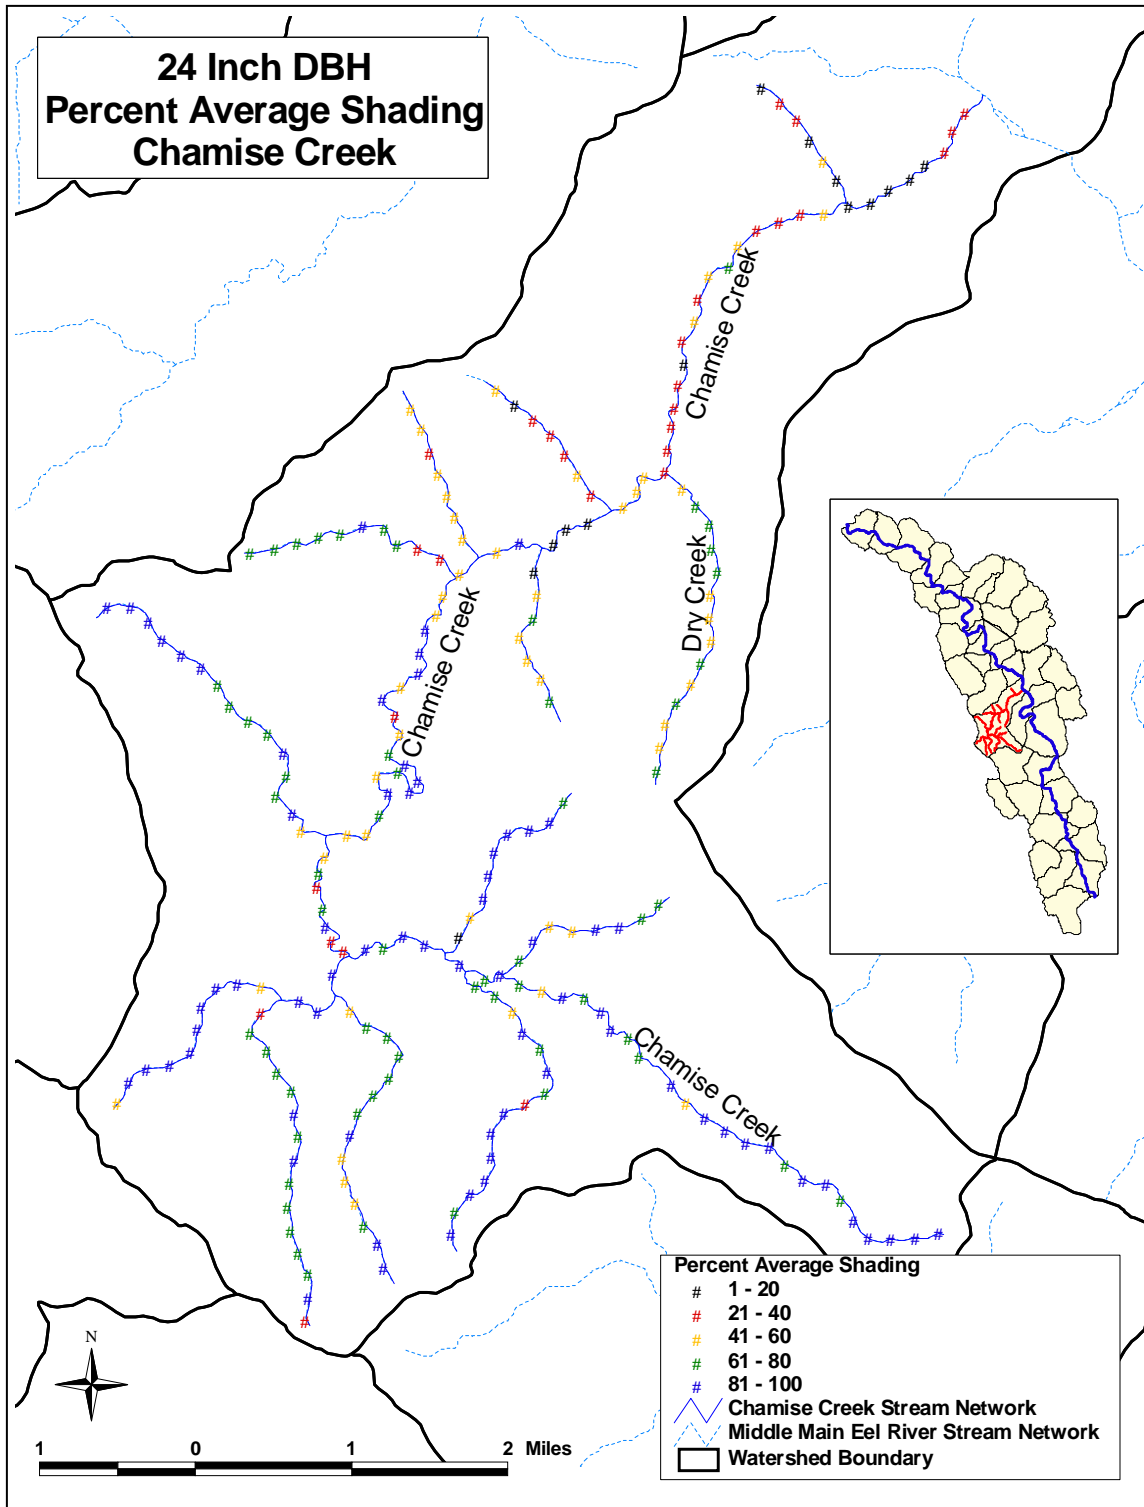 24 Inch DBH
Percent Average Shading
Chamise Creek
Chamise Creek
Dry Creek
Chamise Creek
Chamise Creek
Percent Average Shading
# 1 - 20
# 21 - 40
# 41 - 60
# 61 - 80
# 81 - 100
Chamise Creek Stream Network
Middle Main Eel River Stream Network
Watershed Boundary
N
1 0 1 2 Miles